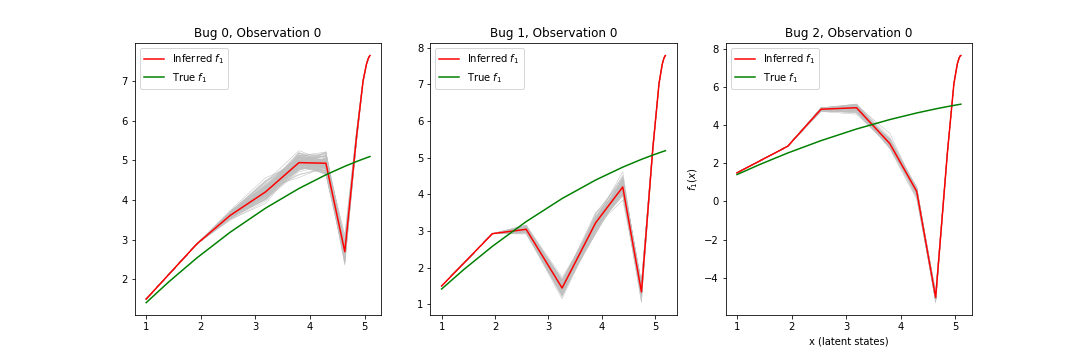 Bug 0, Observation 0
Inferred f₁
True f₁
7
6
5
4
3
2
1 2 3 4 5
Bug 1, Observation 0
Inferred f₁
True f₁
8
7
6
5
4
3
2
1
1 2 3 4 5
Bug 2, Observation 0
Inferred f₁
True f₁
f₁(x)
8
6
4
2
0
−2
−4
1 2 3 4 5
x (latent states)